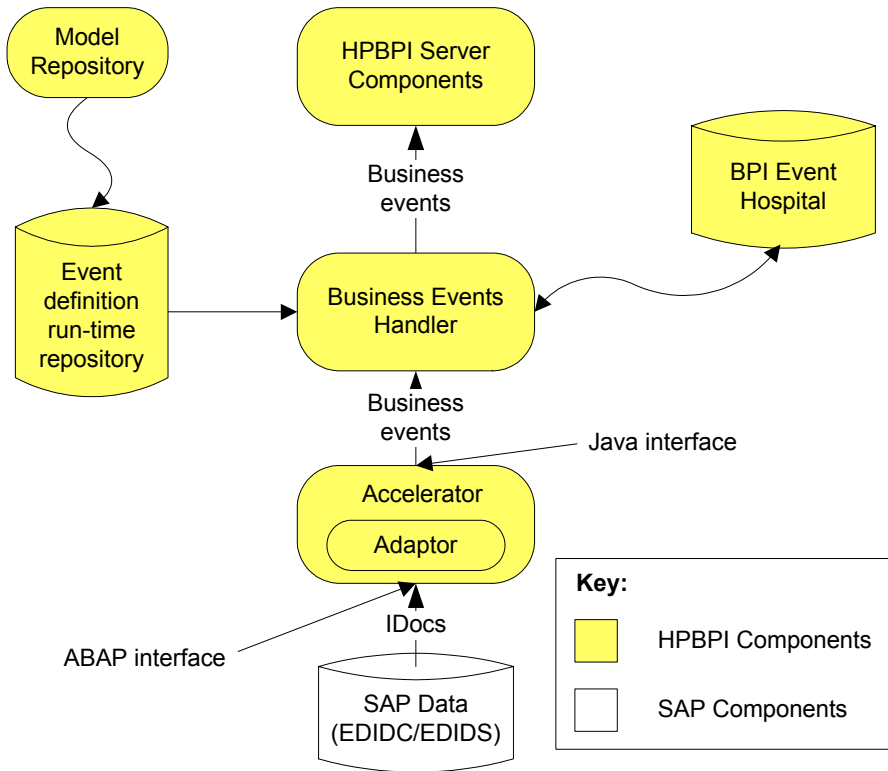 Model
Repository
HPBPI Server
Components
BPI Event
Hospital
Business
events
Event
definition
run-time
repository
Business Events
Handler
Business
events
Java interface
Accelerator
Adaptor
ABAP interface
IDocs
SAP Data
(EDIDC/EDIDS)
Key:
HPBPI Components
SAP Components